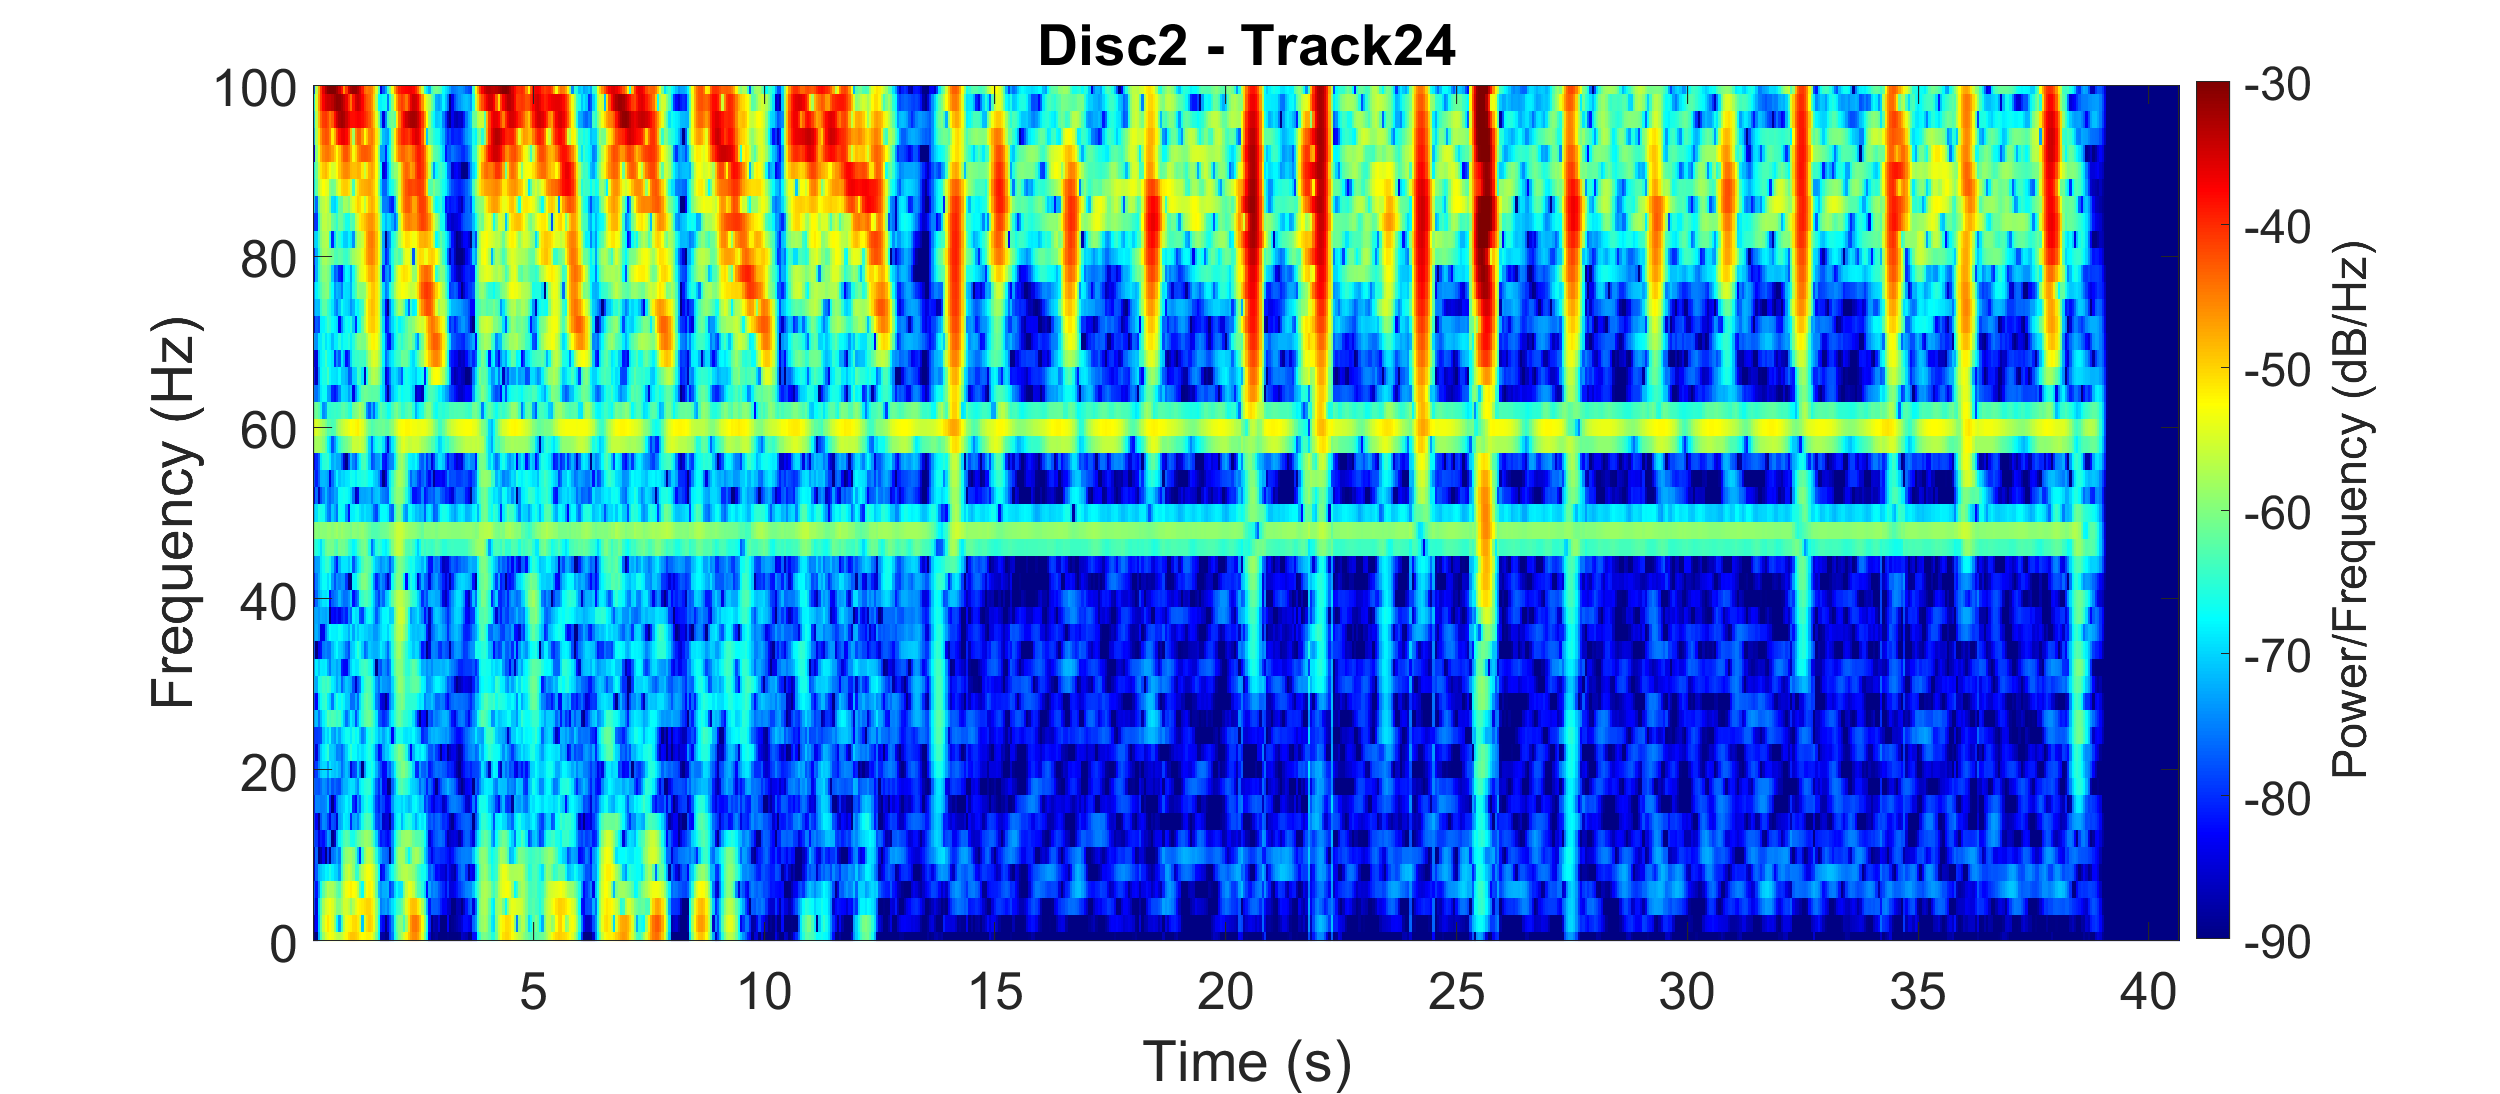 Disc2 - Track24
100
80
60
40
20
0
Frequency (Hz)
5 10 15 20 25 30 35 40
Time (s)
-30
-40
-50
-60
-70
-80
-90
Power/Frequency (dB/Hz)